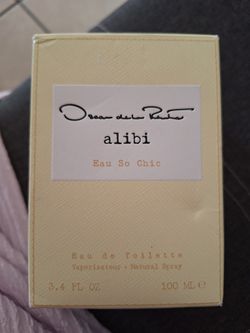 Oscar de la Renta
alibi
Eau So Chic
Eau de Toilette
Vaporisateur - Natural Spray
3.4 FL OZ 100 ML e